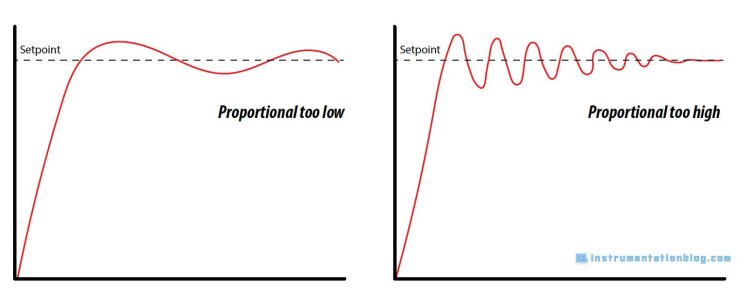 Setpoint
Proportional too low
Setpoint
Proportional too high
instrumentationblog.com